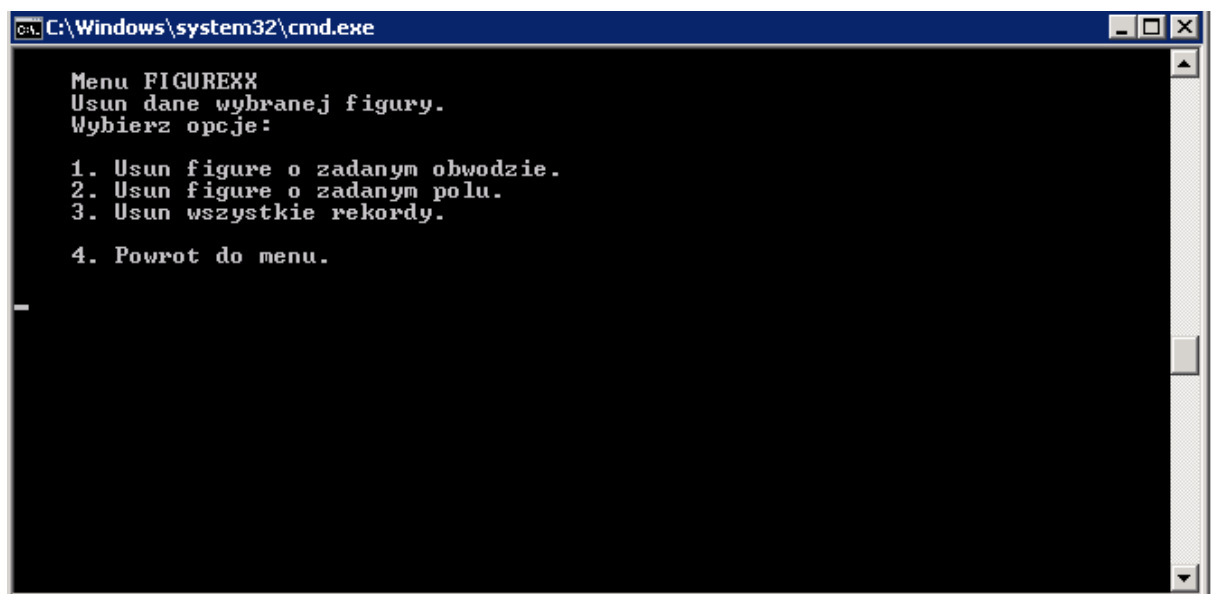 C:\Windows\system32\cmd.exe
Menu FIGUREXX
Usun dane wybranej figury.
Wybierz opcje:
1. Usun figure o zadanym obwodzie.
2. Usun figure o zadanym polu.
3. Usun wszystkie rekordy.
4. Powrot do menu.